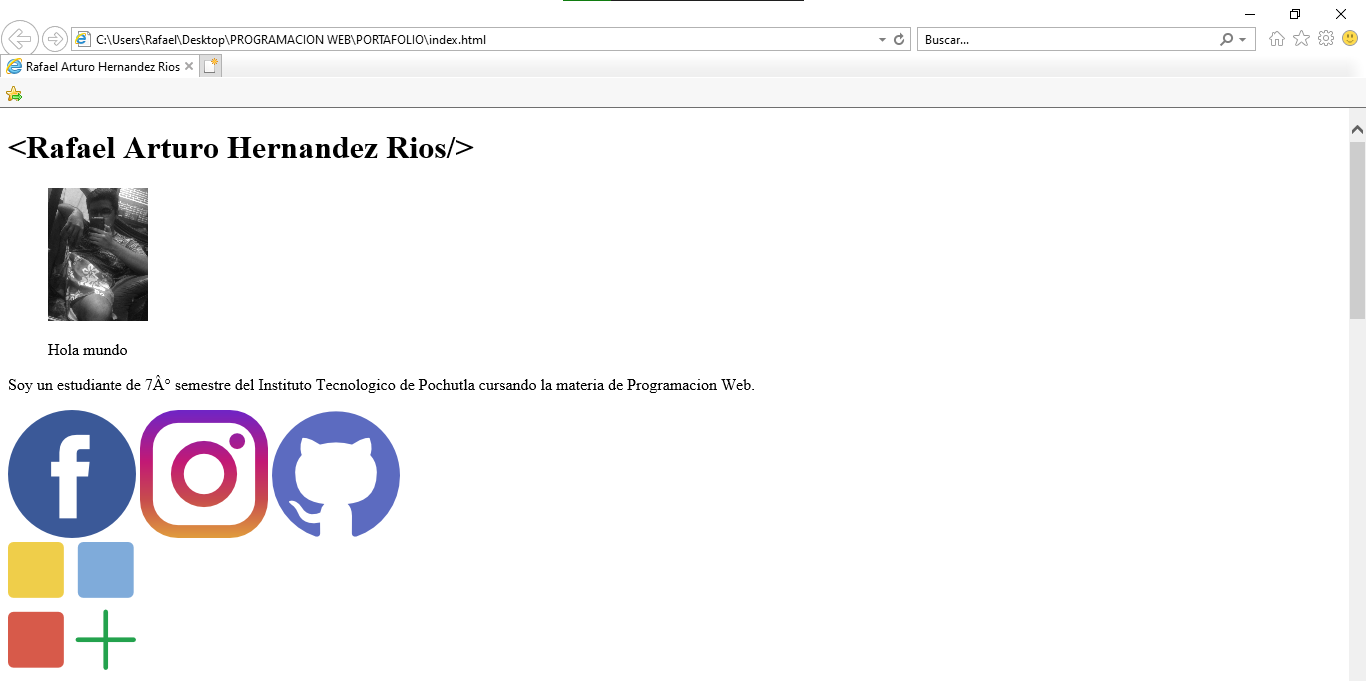 C:\Users\Rafael\Desktop\PROGRAMACION WEB\PORTAFOLIO\index.html
Buscar...
Rafael Arturo Hernandez Rios
<Rafael Arturo Hernandez Rios/>
Hola mundo
Soy un estudiante de 7Â° semestre del Instituto Tecnologico de Pochutla cursando la materia de Programacion Web.